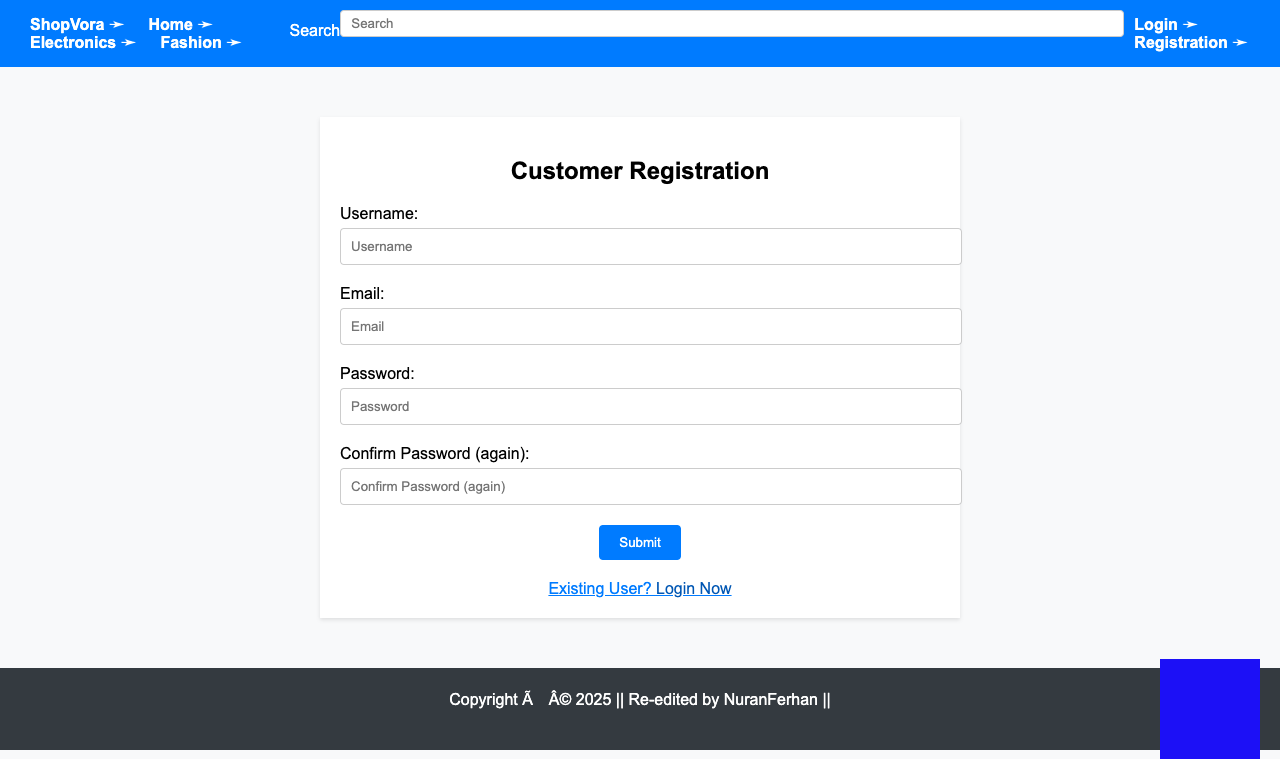 ShopVora ➛ Home ➛ Search Search Login ➛
Electronics ➛ Fashion ➛ Registration ➛
Customer Registration
Username:
Username
Email:
Email
Password:
Password
Confirm Password (again):
Confirm Password (again)
Submit
Existing User? Login Now
Copyright Ã Â© 2025 || Re-edited by NuranFerhan ||